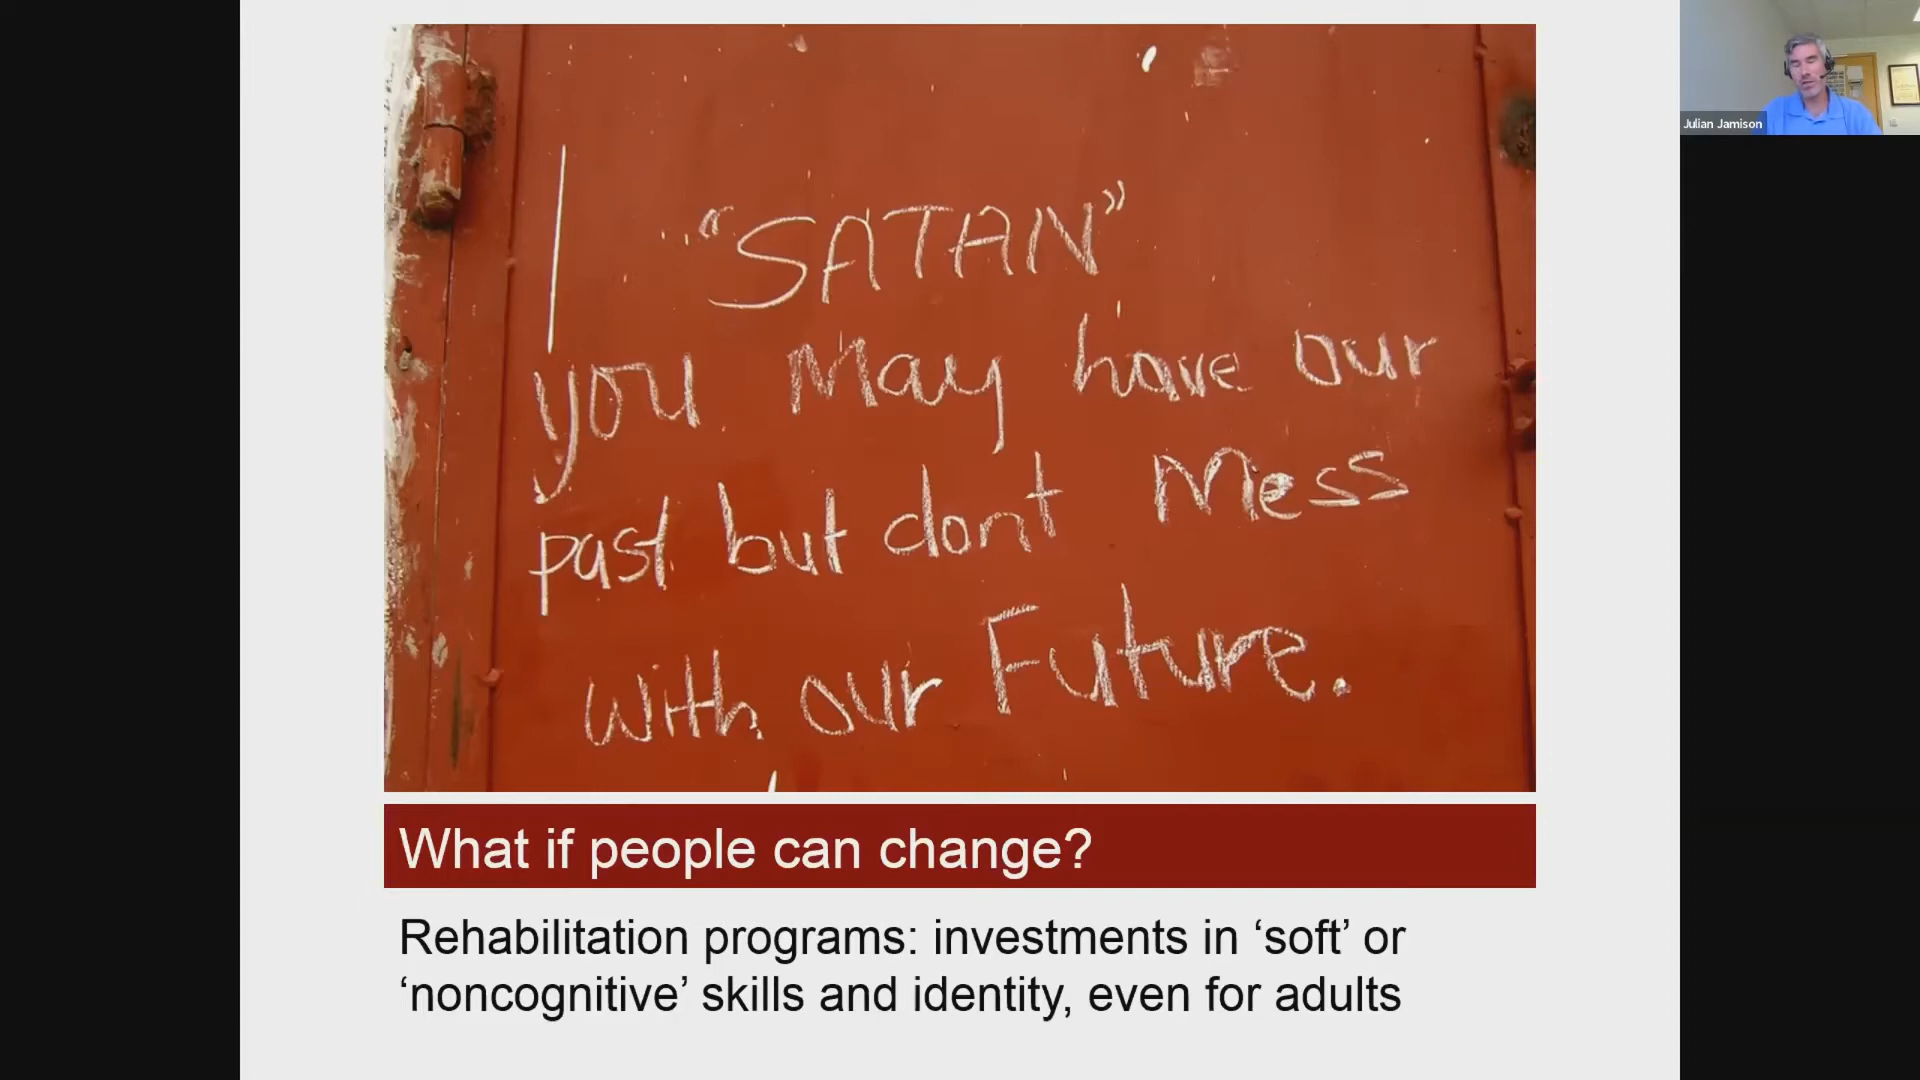 "SATAN"
you May have our
past but dont Mess
with our Future.
What if people can change?
Rehabilitation programs: investments in ‘soft’ or
‘noncognitive’ skills and identity, even for adults
Julian Jamison